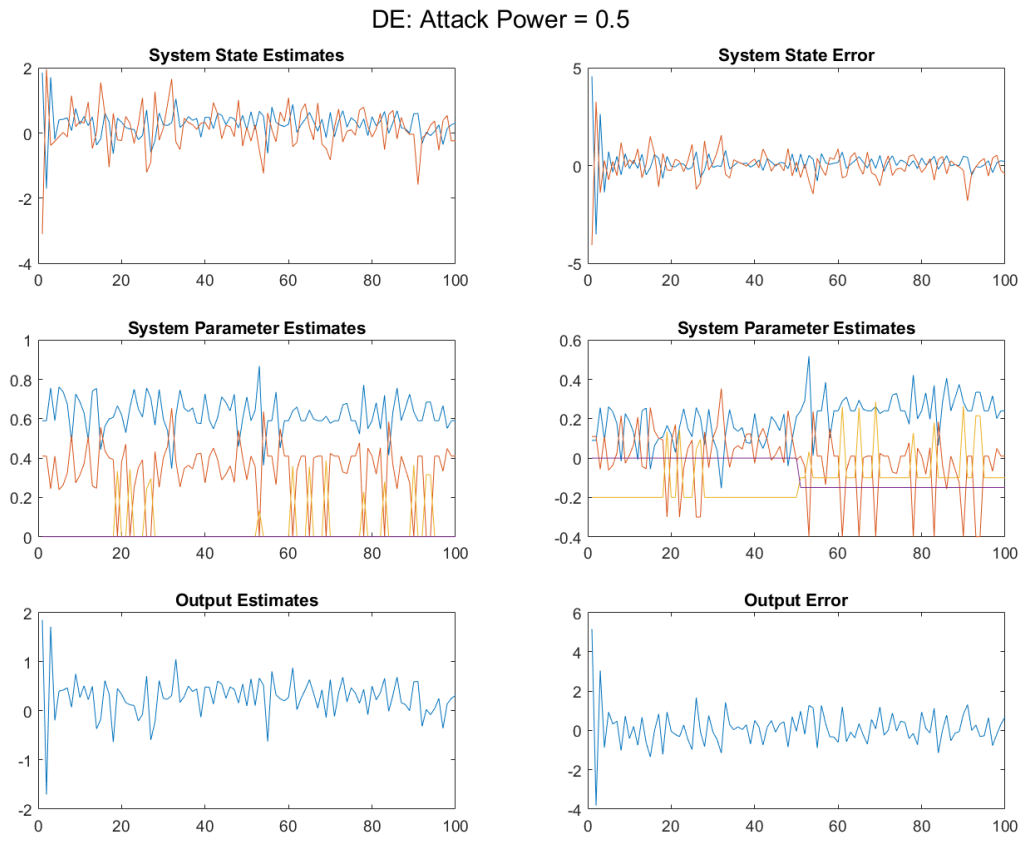 DE: Attack Power = 0.5
System State Estimates
2
0
-2
-4
0 20 40 60 80 100
System State Error
5
0
-5
0 20 40 60 80 100
System Parameter Estimates
1
0.8
0.6
0.4
0.2
0
0 20 40 60 80 100
System Parameter Estimates
0.6
0.4
0.2
0
-0.2
-0.4
0 20 40 60 80 100
Output Estimates
2
1
0
-1
-2
0 20 40 60 80 100
Output Error
6
4
2
0
-2
-4
0 20 40 60 80 100